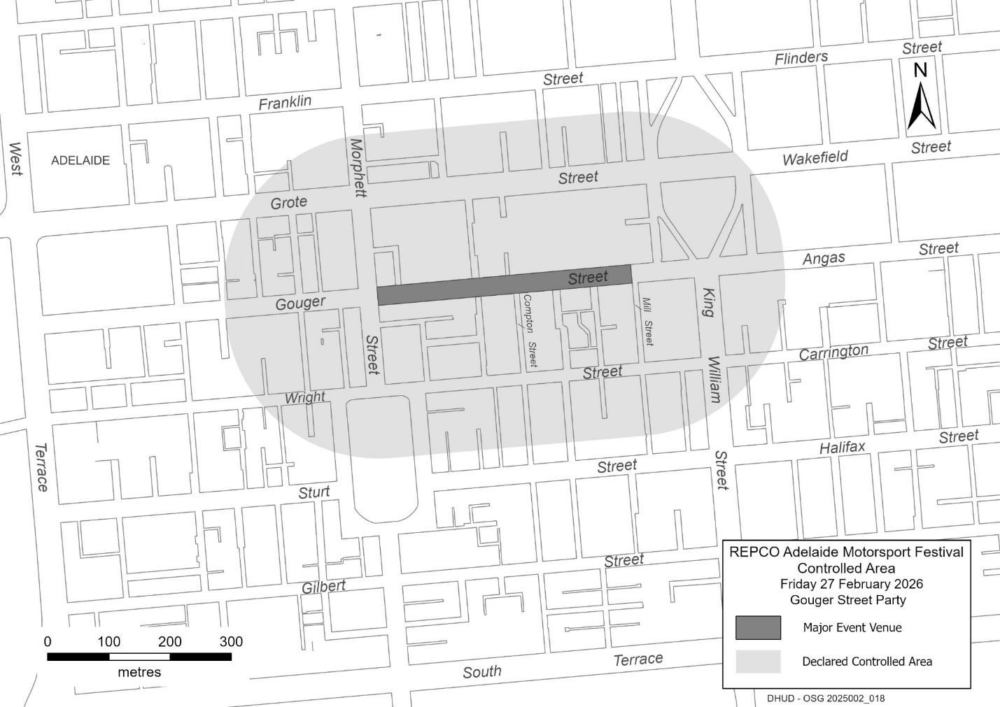 Flinders
Street
Street
N
Franklin
West
ADELAIDE
Morphett
Wakefield
Street
Street
Grote
Street
Angas
Street
Gouger
King
Compton
Mill
Street
Street
Street
Carrington
Street
Street
Wright
William
Terrace
Street
Halifax
Street
Street
Sturt
Street
Gilbert
REPCO Adelaide Motorsport Festival
Controlled Area
Friday 27 February 2026
Gouger Street Party
Major Event Venue
Declared Controlled Area
0 100 200 300
metres
South
Terrace
DHUD - OSG 2025002_018